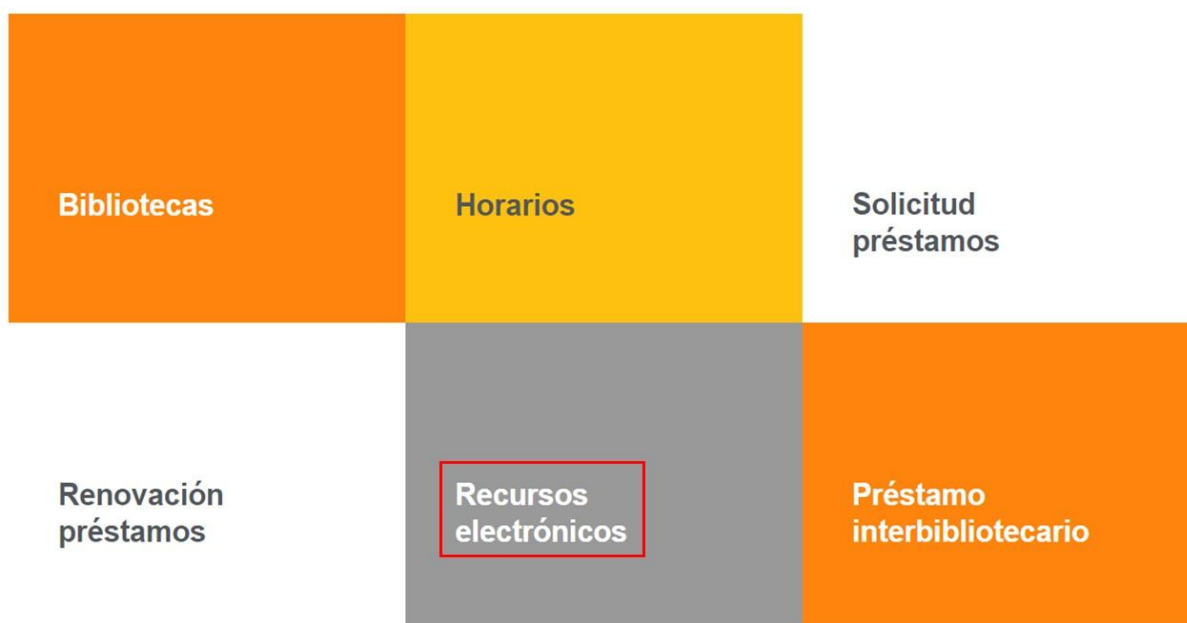 Bibliotecas
Horarios
Solicitud
préstamos
Renovación
préstamos
Recursos
electrónicos
Préstamo
interbibliotecario